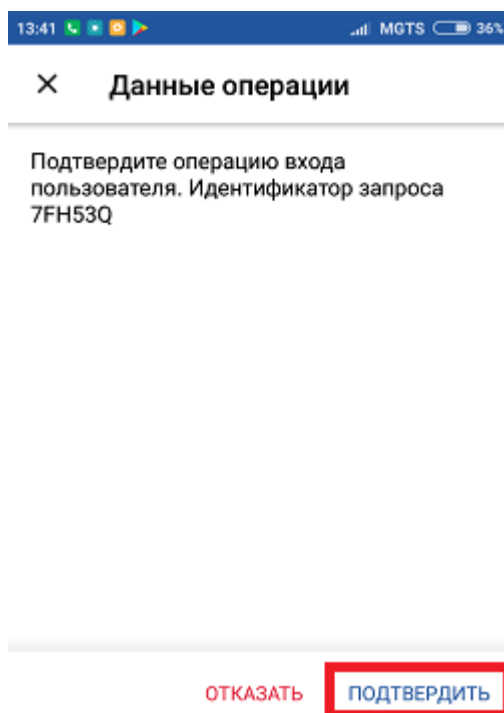 13:41 MGTS 36%
Данные операции
Подтвердите операцию входа
пользователя. Идентификатор запроса
7FH53Q
ОТКАЗАТЬ ПОДТВЕРДИТЬ